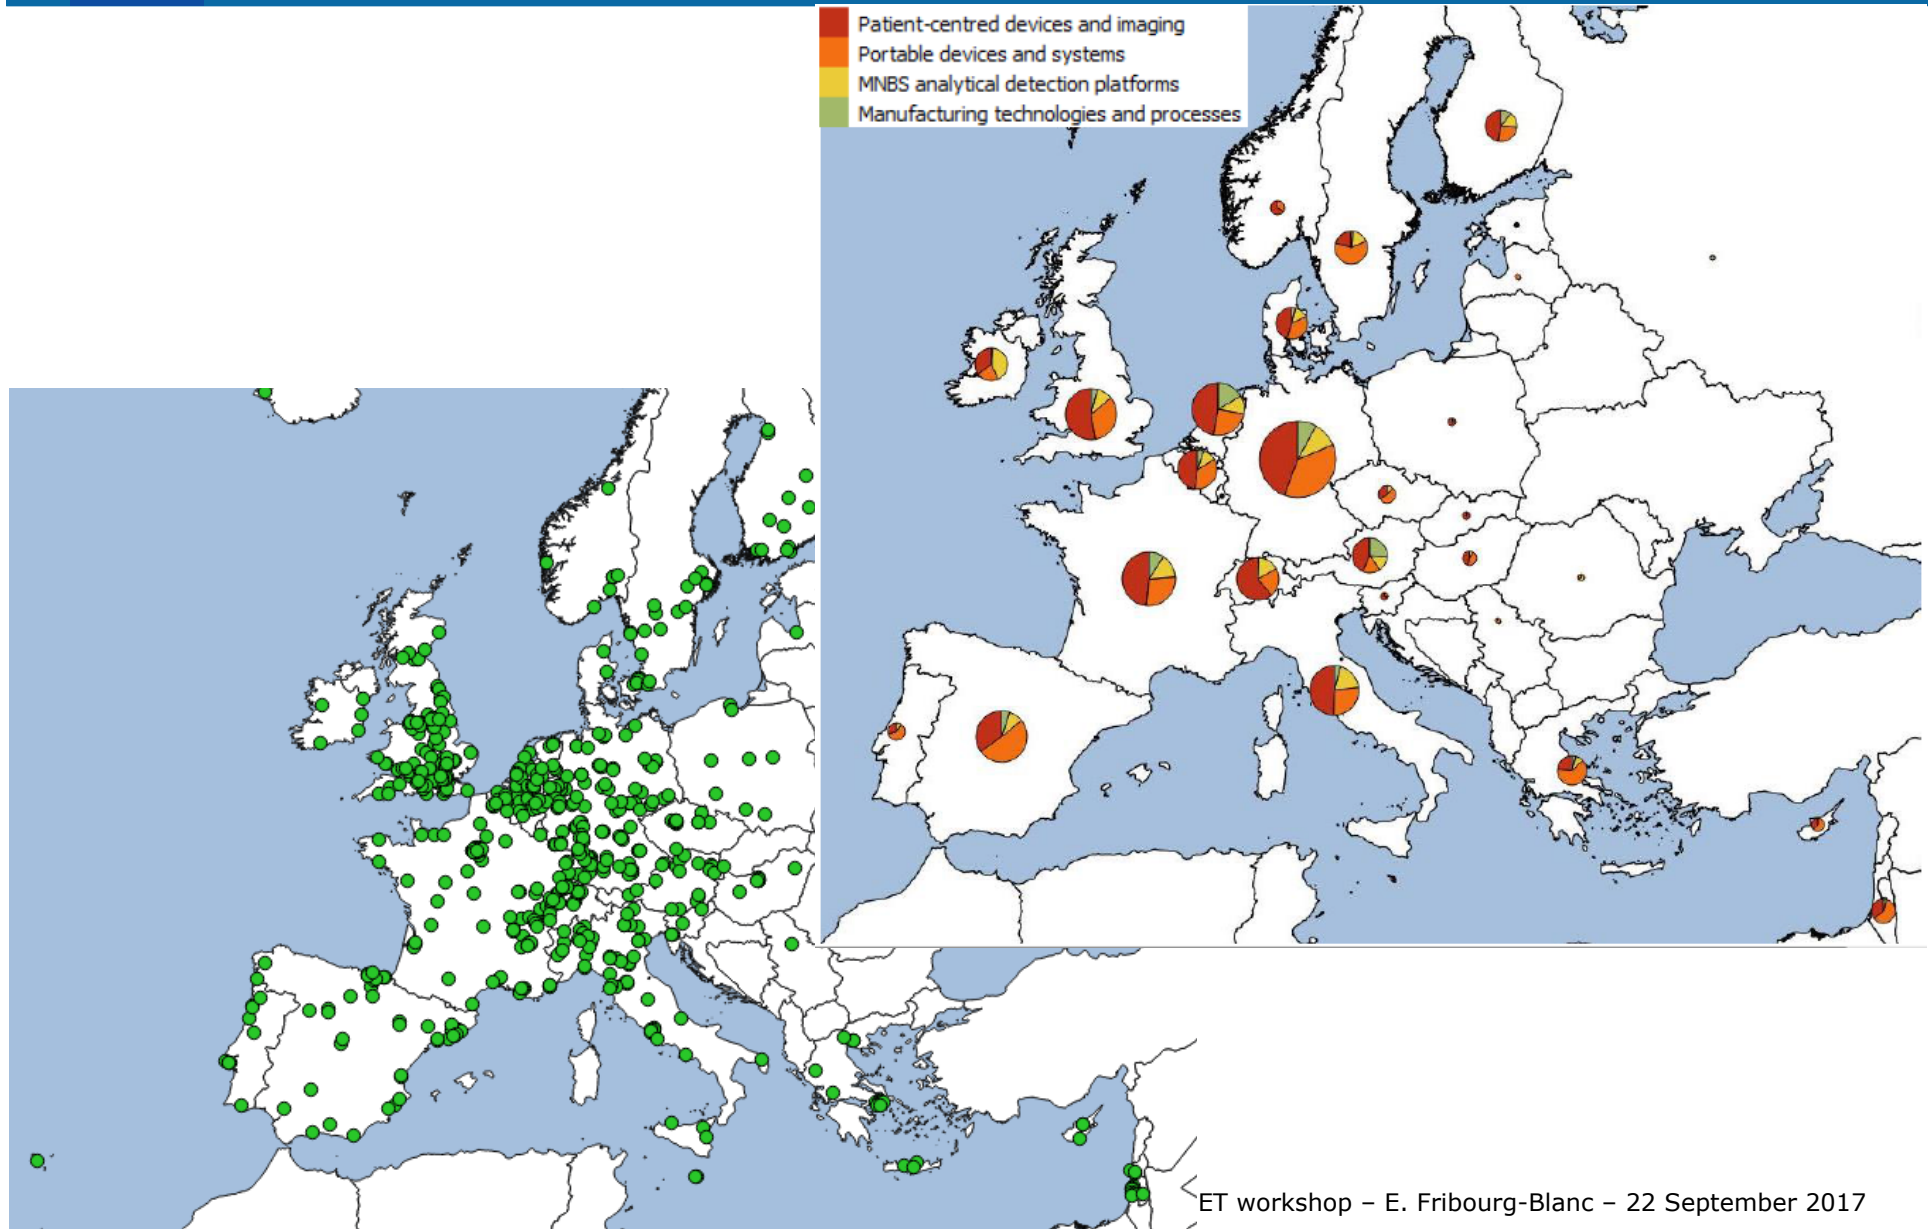 Patient-centred devices and imaging
Portable devices and systems
MNBS analytical detection platforms
Manufacturing technologies and processes
ET workshop – E. Fribourg-Blanc – 22 September 2017